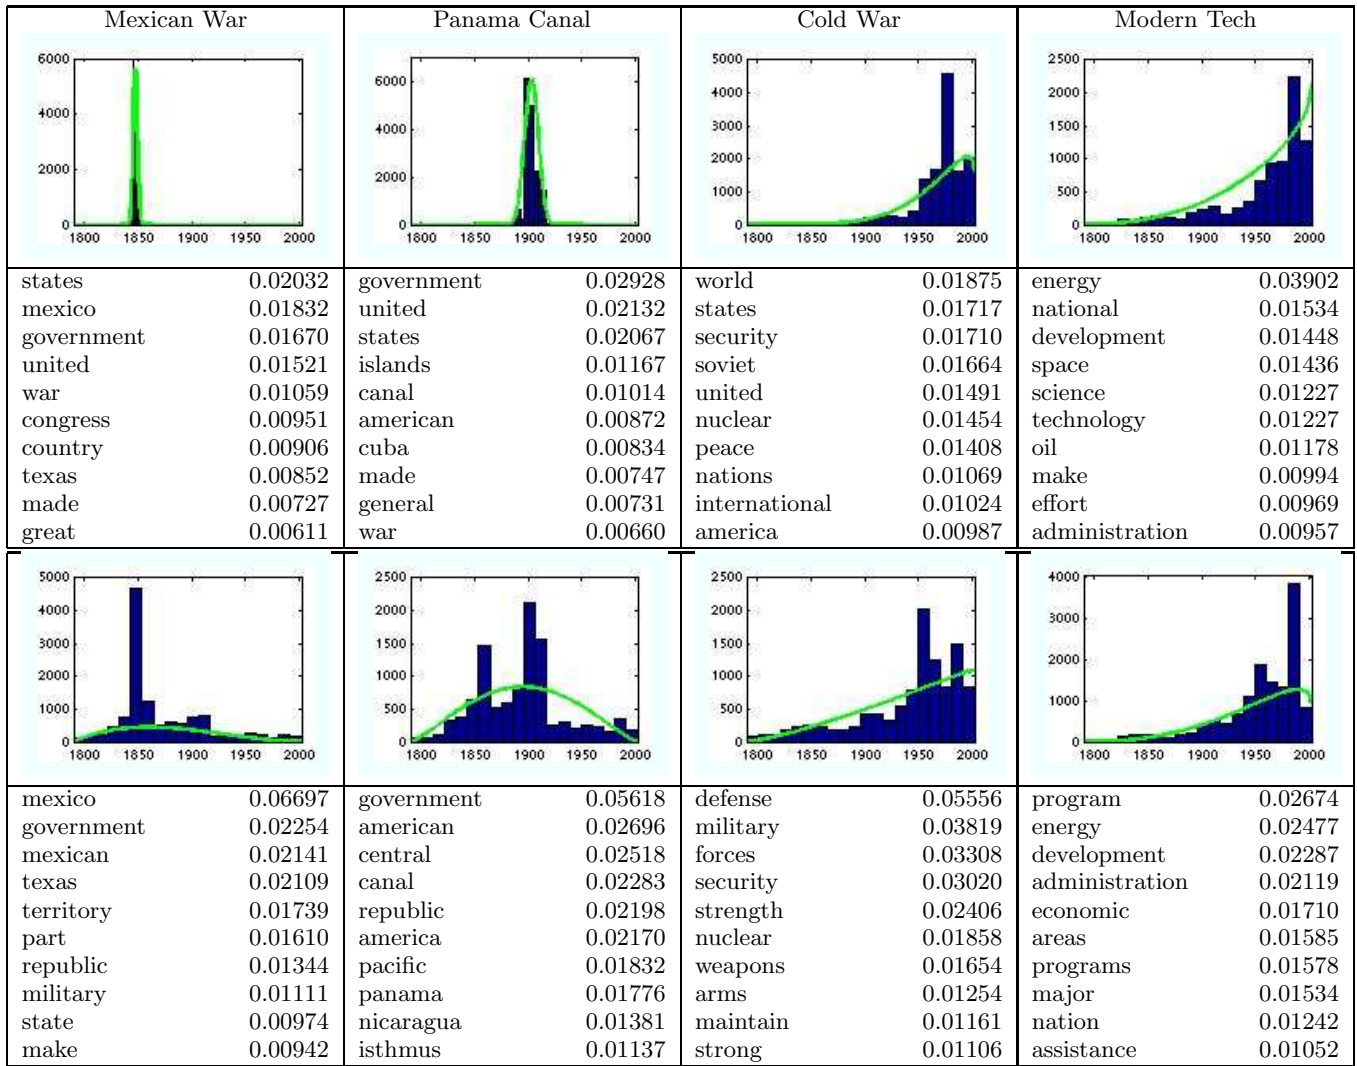 Mexican War Panama Canal Cold War Modern Tech
6000 6000 5000 2500
4000 4000 4000 2000
2000 2000 3000 1500
0 0 2000 1000
1000 500
0 0
1800 1850 1900 1950 2000 1800 1850 1900 1950 2000 1800 1850 1900 1950 2000 1800 1850 1900 1950 2000
states 0.02032 government 0.02928 world 0.01875 energy 0.03902
mexico 0.01832 united 0.02132 states 0.01717 national 0.01534
government 0.01670 states 0.02067 security 0.01710 development 0.01448
united 0.01521 islands 0.01167 soviet 0.01664 space 0.01436
war 0.01059 canal 0.01014 united 0.01491 science 0.01227
congress 0.00951 american 0.00872 nuclear 0.01454 technology 0.01227
country 0.00906 cuba 0.00834 peace 0.01408 oil 0.01178
texas 0.00852 made 0.00747 nations 0.01069 make 0.00994
made 0.00727 general 0.00731 international 0.01024 effort 0.00969
great 0.00611 war 0.00660 america 0.00987 administration 0.00957
5000 2500 2500 4000
4000 2000 2000 3000
3000 1500 1500 2000
2000 1000 1000 1000
1000 500 500 0
0 0 0
1800 1850 1900 1950 2000 1800 1850 1900 1950 2000 1800 1850 1900 1950 2000 1800 1850 1900 1950 2000
mexico 0.06697 government 0.05618 defense 0.05556 program 0.02674
government 0.02254 american 0.02696 military 0.03819 energy 0.02477
mexican 0.02141 central 0.02518 forces 0.03308 development 0.02287
texas 0.02109 canal 0.02283 security 0.03020 administration 0.02119
territory 0.01739 republic 0.02198 strength 0.02406 economic 0.01710
part 0.01610 america 0.02170 nuclear 0.01858 areas 0.01585
republic 0.01344 pacific 0.01832 weapons 0.01654 programs 0.01578
military 0.01111 panama 0.01776 arms 0.01254 major 0.01534
state 0.00974 nicaragua 0.01381 maintain 0.01161 nation 0.01242
make 0.00942 isthmus 0.01137 strong 0.01106 assistance 0.01052